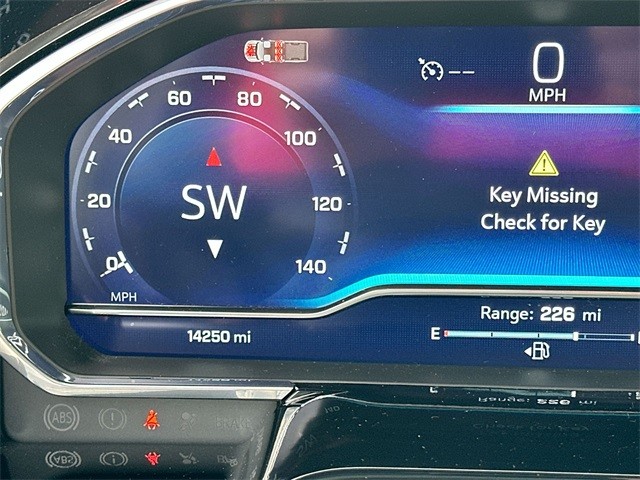 0
MPH
60 80
40 100
20 SW 120
0 140
MPH
Key Missing
Check for Key
Range: 226 mi
E
14250 mi
ABS